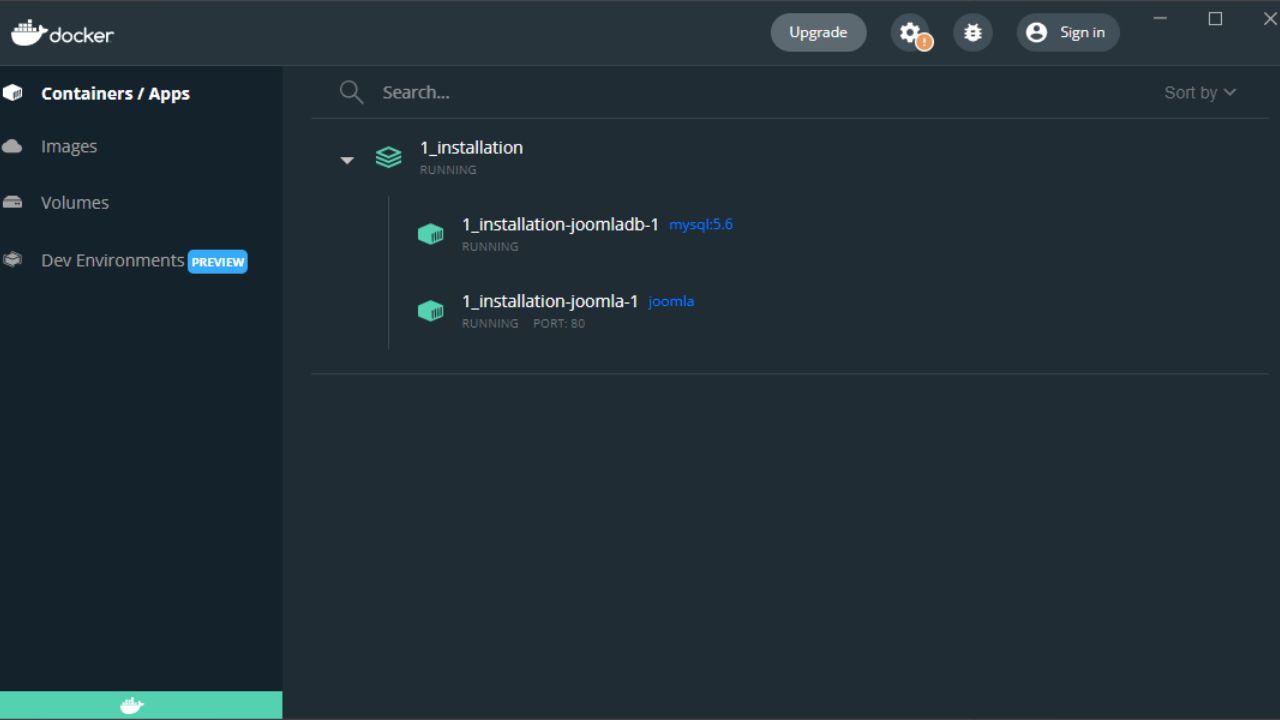 docker
Upgrade
Sign in
Containers / Apps
Images
Volumes
Dev Environments PREVIEW
Search...
Sort by
1_installation
RUNNING
1_installation-joomladb-1 mysql:5.6
RUNNING
1_installation-joomla-1 joomla
RUNNING PORT: 80